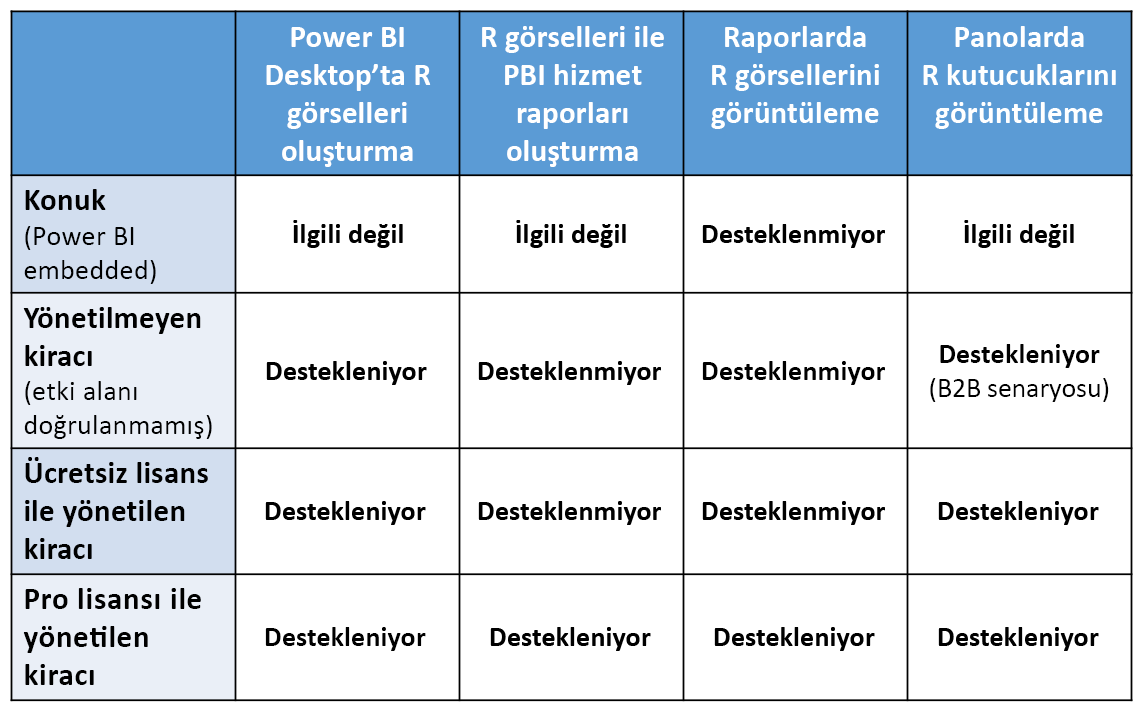 Power BI
Desktop’ta R
görselleri
oluşturma
R görselleri ile
PBI hizmet
raporları
oluşturma
Raporlarda
R görsellerini
görüntüleme
Panolarda
R kutucuklarını
görüntüleme
Konuk
(Power BI
embedded)
İlgili değil
İlgili değil
Desteklenmiyor
İlgili değil
Yönetilmeyen
kiracı
(etki alanı
doğrulanmamış)
Destekleniyor
Desteklenmiyor
Desteklenmiyor
Destekleniyor
(B2B senaryosu)
Ücretsiz lisans
ile yönetilen
kiracı
Destekleniyor
Desteklenmiyor
Desteklenmiyor
Destekleniyor
Pro lisansı ile
yönetilen
kiracı
Destekleniyor
Destekleniyor
Destekleniyor
Destekleniyor